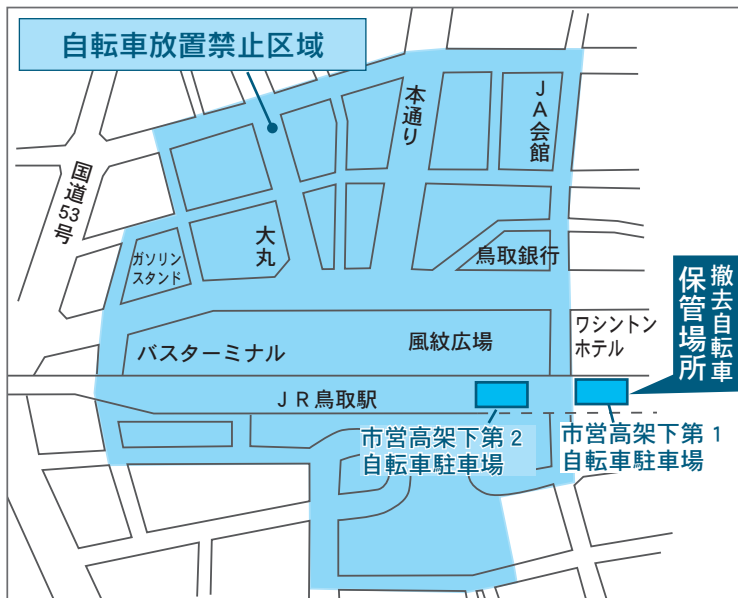 自転車放置禁止区域
本通り
ＪＡ会館
国道53号
大丸
ガソリン
スタンド
鳥取銀行
撤去自転車
保管場所
バスターミナル
風紋広場
ワシントン
ホテル
ＪＲ鳥取駅
市営高架下第２
自転車駐車場
市営高架下第１
自転車駐車場